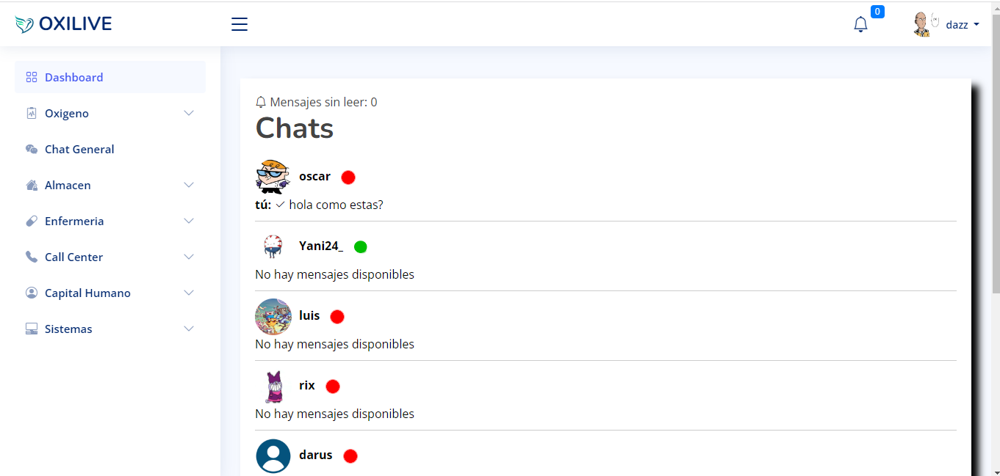 OXILIVE
0
dazz
Dashboard
Oxigeno
Chat General
Almacen
Enfermeria
Call Center
Capital Humano
Sistemas
Mensajes sin leer: 0
Chats
oscar
tú: ✓ hola como estas?
Yani24_
No hay mensajes disponibles
luis
No hay mensajes disponibles
rix
No hay mensajes disponibles
darus